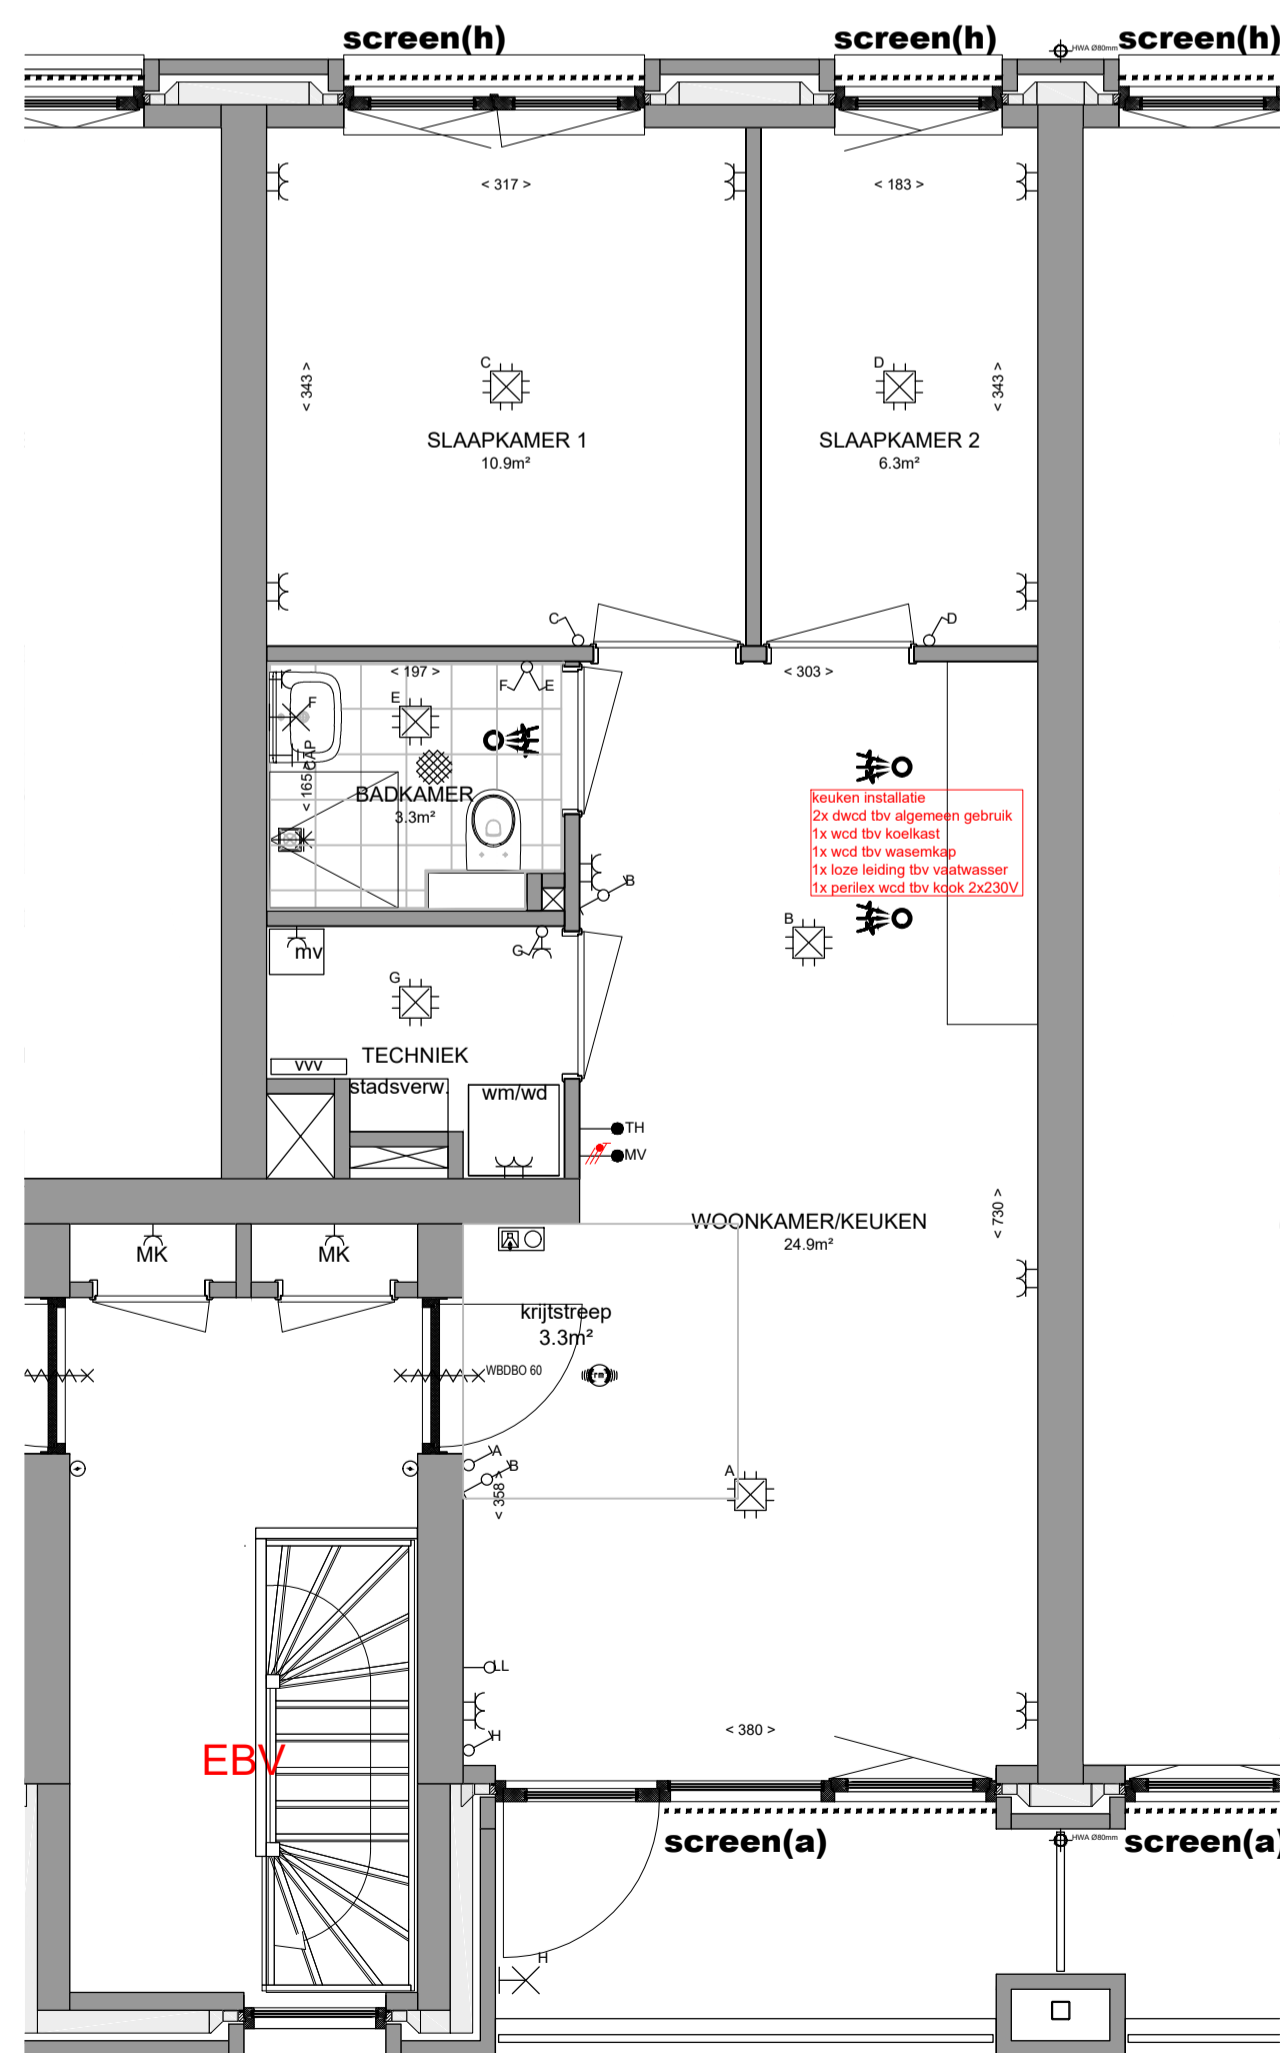 screen(h)
screen(h)
HWA Ø80mm
screen(h)
< 317 >
< 183 >
C
D
< 343 >
< 343 >
SLAAPKAMER 1
10.9m²
SLAAPKAMER 2
6.3m²
C
D
< 197 >
< 303 >
F
E
F
E
< 165
BADKAMER
3.3m²
keuken installatie
2x dwcd tbv algemeen gebruik
1x wcd tbv koelkast
1x wcd tbv wasemkap
1x loze leiding tbv vaatwasser
1x perilex wcd tbv kook 2x230V
B
B
G
mv
G
TECHNIEK
vvv
stadsverw.
wm/wd
TH
MV
WOONKAMER/KEUKEN
24.9m²
< 730 >
MK
MK
krijtstreep
3.3m²
WBDBO 60
rm
A
B
A
< 358 >
LL
H
< 380 >
EBV
screen(a)
HWA Ø80mm
screen(a)
H